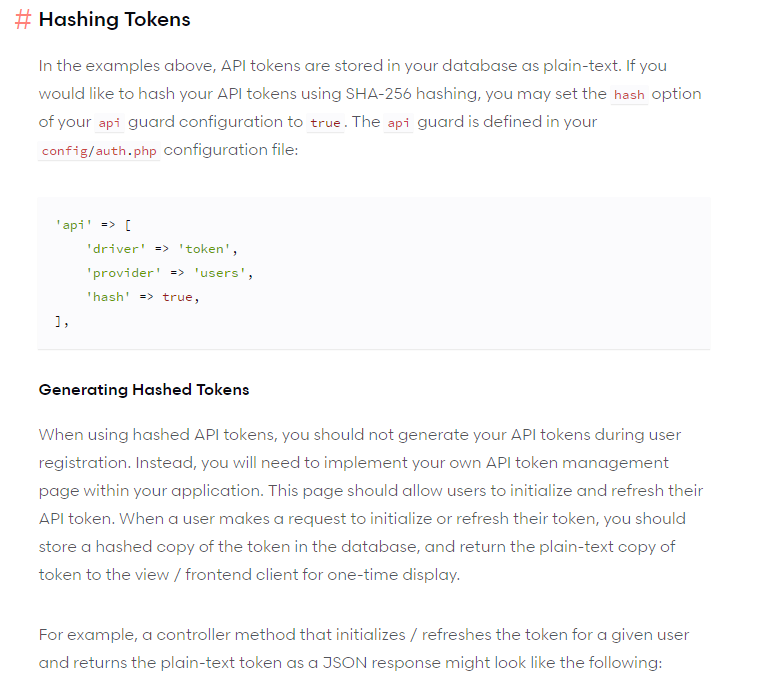 # Hashing Tokens
In the examples above, API tokens are stored in your database as plain-text. If you
would like to hash your API tokens using SHA-256 hashing, you may set the hash option
of your api guard configuration to true. The api guard is defined in your
config/auth.php configuration file:
'api' => [
    'driver' => 'token',
    'provider' => 'users',
    'hash' => true,
],
Generating Hashed Tokens
When using hashed API tokens, you should not generate your API tokens during user
registration. Instead, you will need to implement your own API token management
page within your application. This page should allow users to initialize and refresh their
API token. When a user makes a request to initialize or refresh their token, you should
store a hashed copy of the token in the database, and return the plain-text copy of
token to the view / frontend client for one-time display.
For example, a controller method that initializes / refreshes the token for a given user
and returns the plain-text token as a JSON response might look like the following: